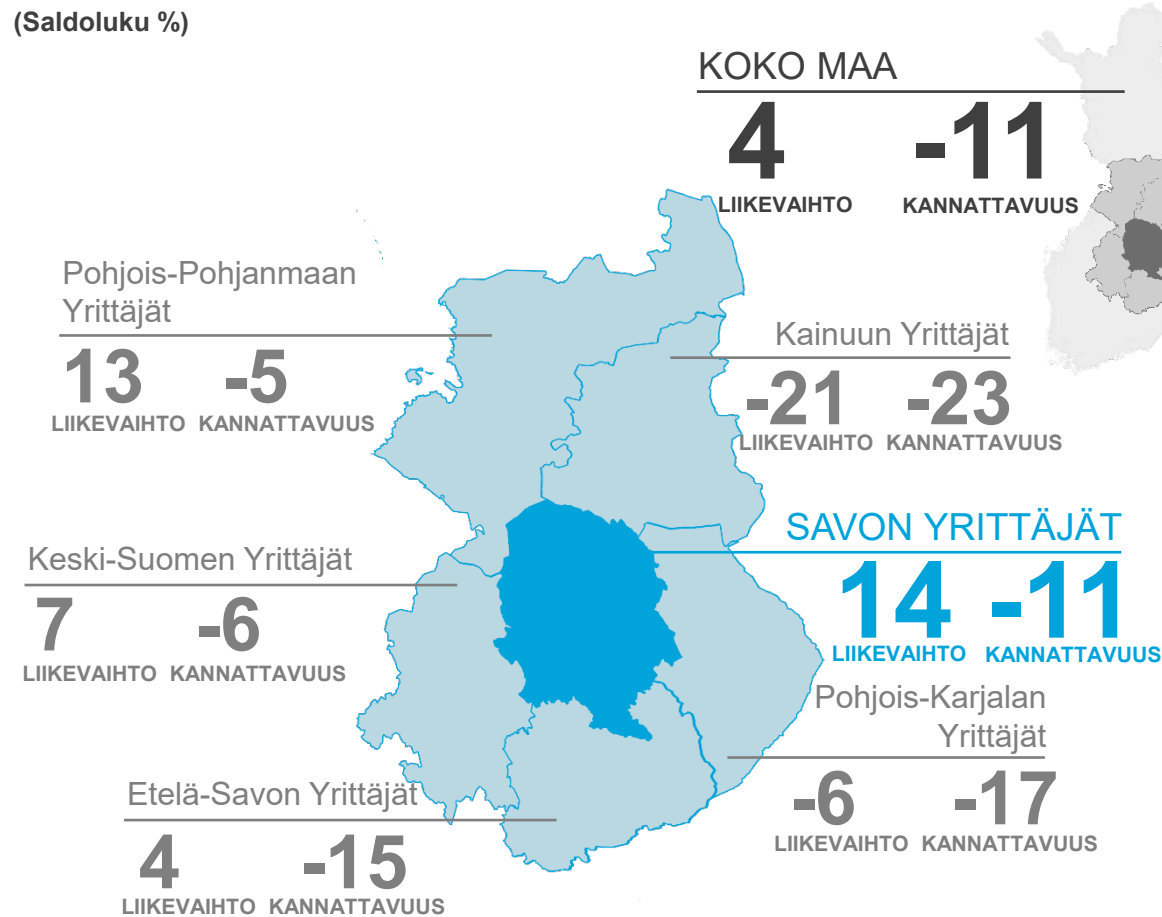 (Saldoluku %)
KOKO MAA
4 -11
LIIKEVAIHTO KANNATTAVUUS
Pohjois-Pohjanmaan
Yrittäjät
13 -5
LIIKEVAIHTO KANNATTAVUUS
Kainuun Yrittäjät
-21 -23
LIIKEVAIHTO KANNATTAVUUS
SAVON YRITTÄJÄT
14 -11
LIIKEVAIHTO KANNATTAVUUS
Keski-Suomen Yrittäjät
7 -6
LIIKEVAIHTO KANNATTAVUUS
Pohjois-Karjalan
Yrittäjät
-6 -17
LIIKEVAIHTO KANNATTAVUUS
Etelä-Savon Yrittäjät
4 -15
LIIKEVAIHTO KANNATTAVUUS